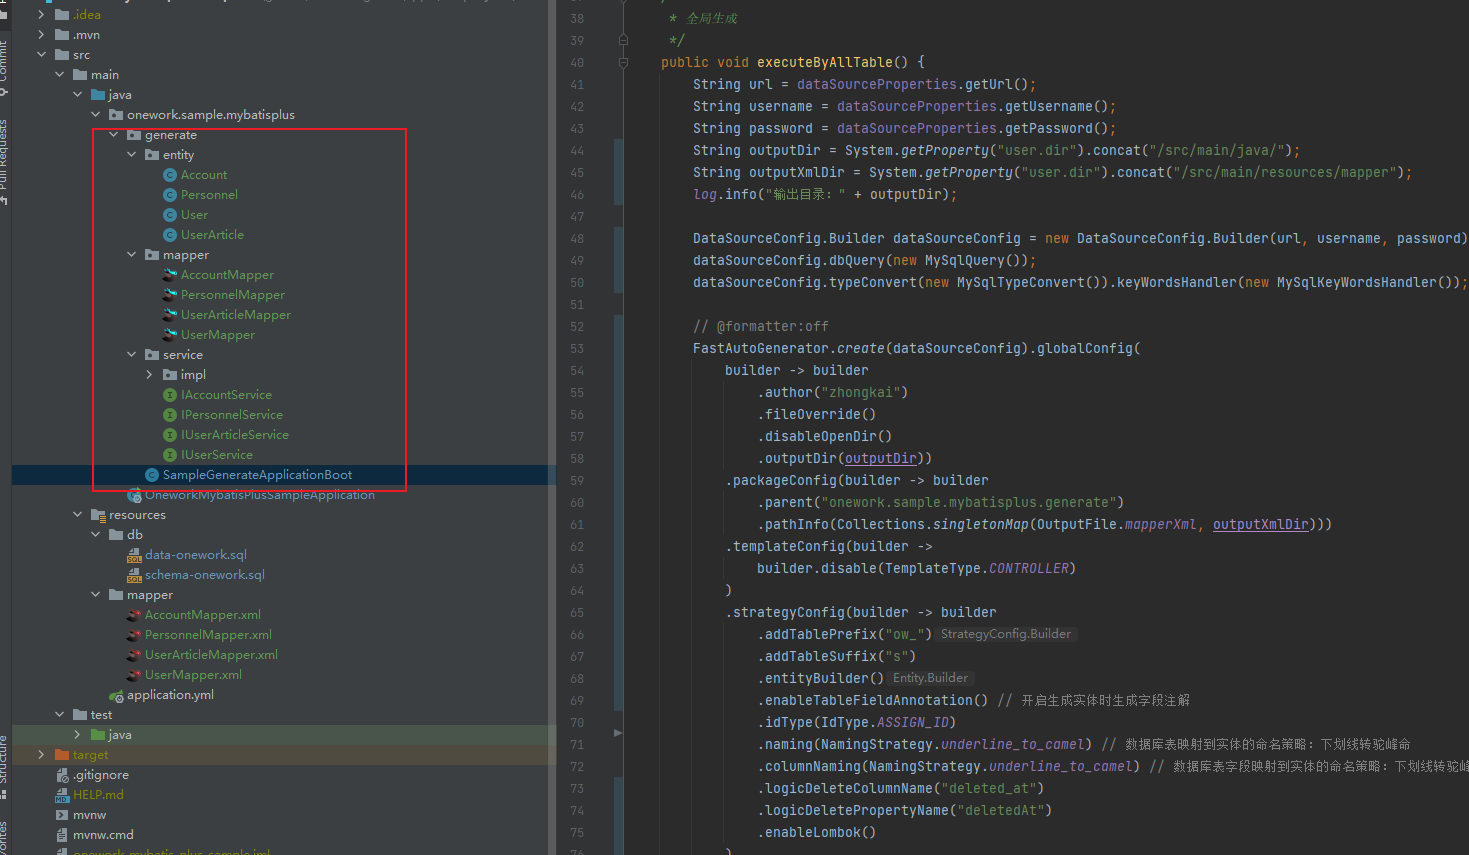 Commit
Pull Requests
Structure
.idea
.mvn
src
main
java
onework.sample.mybatisplus
generate
entity
Account
Personnel
User
UserArticle
mapper
AccountMapper
PersonnelMapper
UserArticleMapper
UserMapper
service
impl
IAccountService
IPersonnelService
IUserArticleService
IUserService
SampleGenerateApplicationBoot
OneworkMybatisPlusSampleApplication
resources
db
data-onework.sql
schema-onework.sql
mapper
AccountMapper.xml
PersonnelMapper.xml
UserArticleMapper.xml
UserMapper.xml
application.yml
test
java
target
.gitignore
HELP.md
mvnw
mvnw.cmd
onework-mybatis-plus-sample.iml
38 * 全局生成
39 */
40 public void executeByAllTable() {
41 String url = dataSourceProperties.getUrl();
42 String username = dataSourceProperties.getUsername();
43 String password = dataSourceProperties.getPassword();
44 String outputDir = System.getProperty("user.dir").concat("/src/main/java/");
45 String outputXmlDir = System.getProperty("user.dir").concat("/src/main/resources/mapper");
46 log.info("输出目录：" + outputDir);
47
48 DataSourceConfig.Builder dataSourceConfig = new DataSourceConfig.Builder(url, username, password)
49 dataSourceConfig.dbQuery(new MySqlQuery());
50 dataSourceConfig.typeConvert(new MySqlTypeConvert()).keyWordsHandler(new MySqlKeyWordsHandler());
51
52 // @formatter:off
53 FastAutoGenerator.create(dataSourceConfig).globalConfig(
54 builder -> builder
55 .author("zhongkai")
56 .fileOverride()
57 .disableOpenDir()
58 .outputDir(outputDir))
59 .packageConfig(builder -> builder
60 .parent("onework.sample.mybatisplus.generate")
61 .pathInfo(Collections.singletonMap(OutputFile.mapperXml, outputXmlDir)))
62 .templateConfig(builder ->
63 builder.disable(TemplateType.CONTROLLER)
64 )
65 .strategyConfig(builder -> builder
66 .addTablePrefix("ow_") StrategyConfig.Builder
67 .addTableSuffix("s")
68 .entityBuilder() Entity.Builder
69 .enableTableFieldAnnotation() // 开启生成实体时生成字段注解
70 .idType(IdType.ASSIGN_ID)
71 .naming(NamingStrategy.underline_to_camel) // 数据库表映射到实体的命名策略：下划线转驼峰命
72 .columnNaming(NamingStrategy.underline_to_camel) // 数据库表字段映射到实体的命名策略：下划线转驼峰
73 .logicDeleteColumnName("deleted_at")
74 .logicDeletePropertyName("deletedAt")
75 .enableLombok()